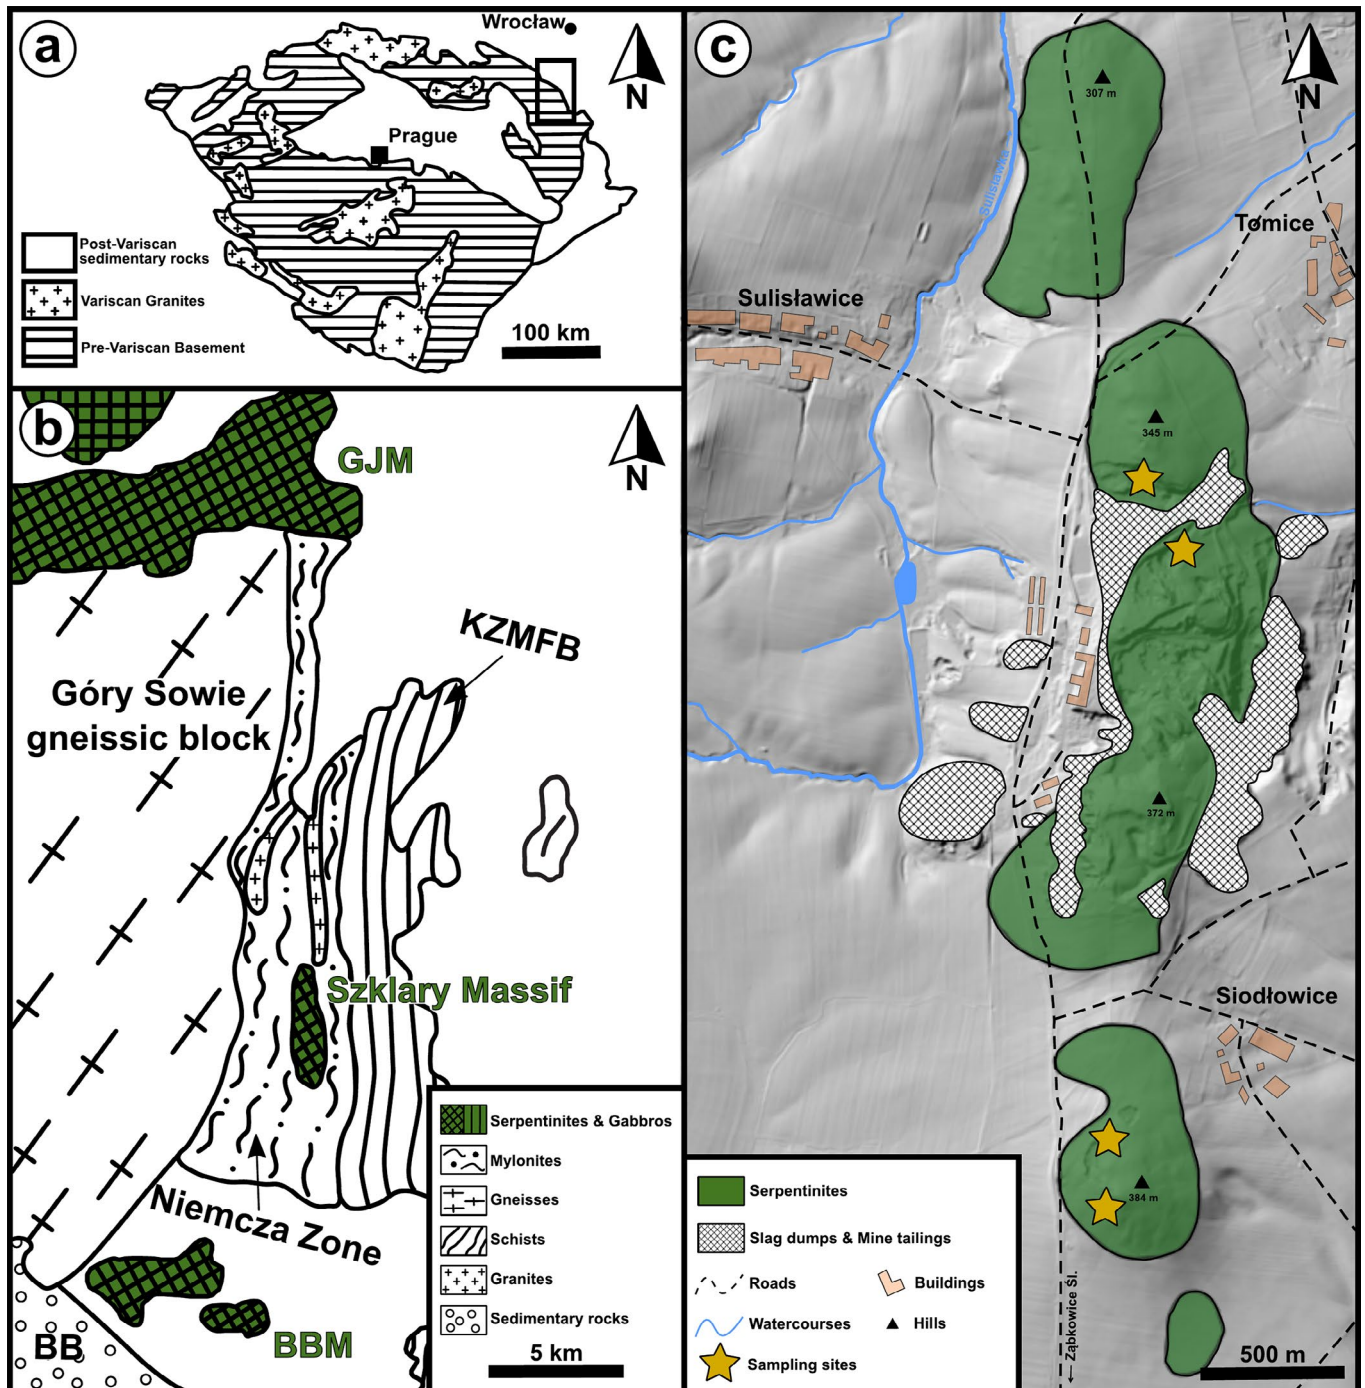 a
Wrocław
N
Prague
Post-Variscan
sedimentary rocks
Variscan Granites
Pre-Variscan Basement
100 km
b
GJM
N
KZMFB
Góry Sowie
gneissic block
Szklary Massif
Niemcza Zone
BB
BBM
Serpentinites & Gabbros
Mylonites
Gneisses
Schists
Granites
Sedimentary rocks
5 km
c
307 m
N
Sulisławka
Tomice
Sulisławice
345 m
372 m
Siodłowice
384 m
← Ząbkowice Śl.
Serpentinites
Slag dumps & Mine tailings
Roads
Buildings
Watercourses
Hills
Sampling sites
500 m